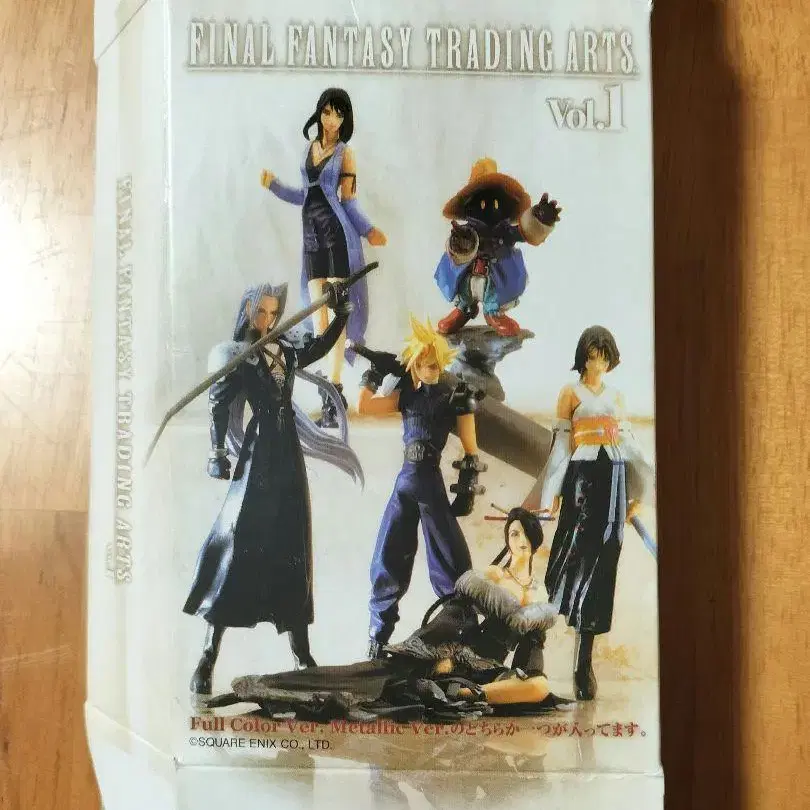 FINAL FANTASY TRADING ARTS
Vol.1
FINAL FANTASY TRADING ARTS
Full Color Ver. Metallic Ver.のどちらか一つが入ってます。
©SQUARE ENIX CO., LTD.